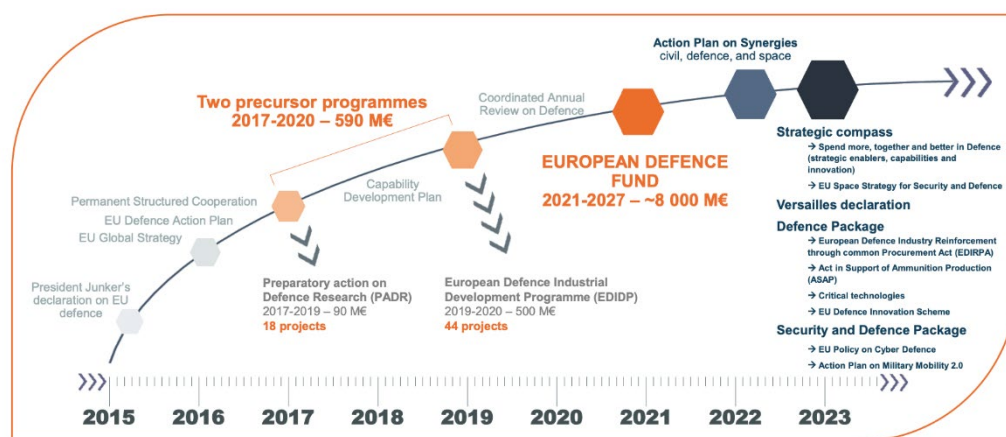 Action Plan on Synergies
civil, defence, and space
Two precursor programmes
2017-2020 – 590 M€
Coordinated Annual
Review on Defence
EUROPEAN DEFENCE
FUND
2021-2027 – ~8 000 M€
Permanent Structured Cooperation
EU Defence Action Plan
EU Global Strategy
Capability
Development Plan
President Junker's
declaration on EU
defence
Preparatory action on
Defence Research (PADR)
2017-2019 – 90 M€
18 projects
European Defence Industrial
Development Programme (EDIDP)
2019-2020 – 500 M€
44 projects
Strategic compass
→ Spend more, together and better in Defence
(strategic enablers, capabilities and
innovation)
→ EU Space Strategy for Security and Defence
Versailles declaration
Defence Package
→ European Defence Industry Reinforcement
through common Procurement Act (EDIRPA)
→ Act in Support of Ammunition Production
(ASAP)
→ Critical technologies
→ EU Defence Innovation Scheme
Security and Defence Package
→ EU Policy on Cyber Defence
→ Action Plan on Military Mobility 2.0
2015 2016 2017 2018 2019 2020 2021 2022 2023